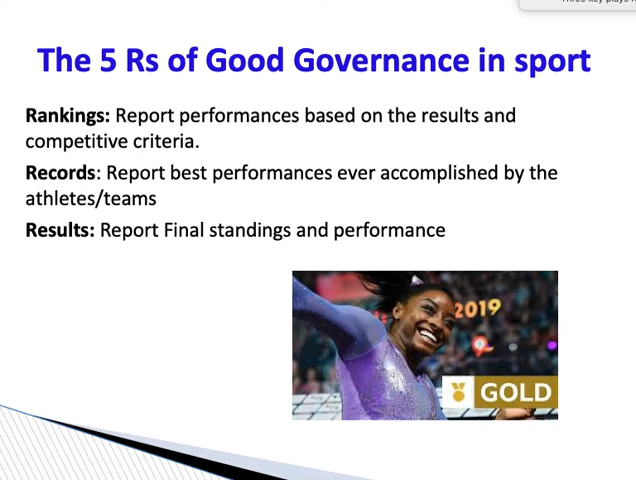 The 5 Rs of Good Governance in sport
Rankings: Report performances based on the results and
competitive criteria.
Records: Report best performances ever accomplished by the
athletes/teams
Results: Report Final standings and performance
2019
GOLD